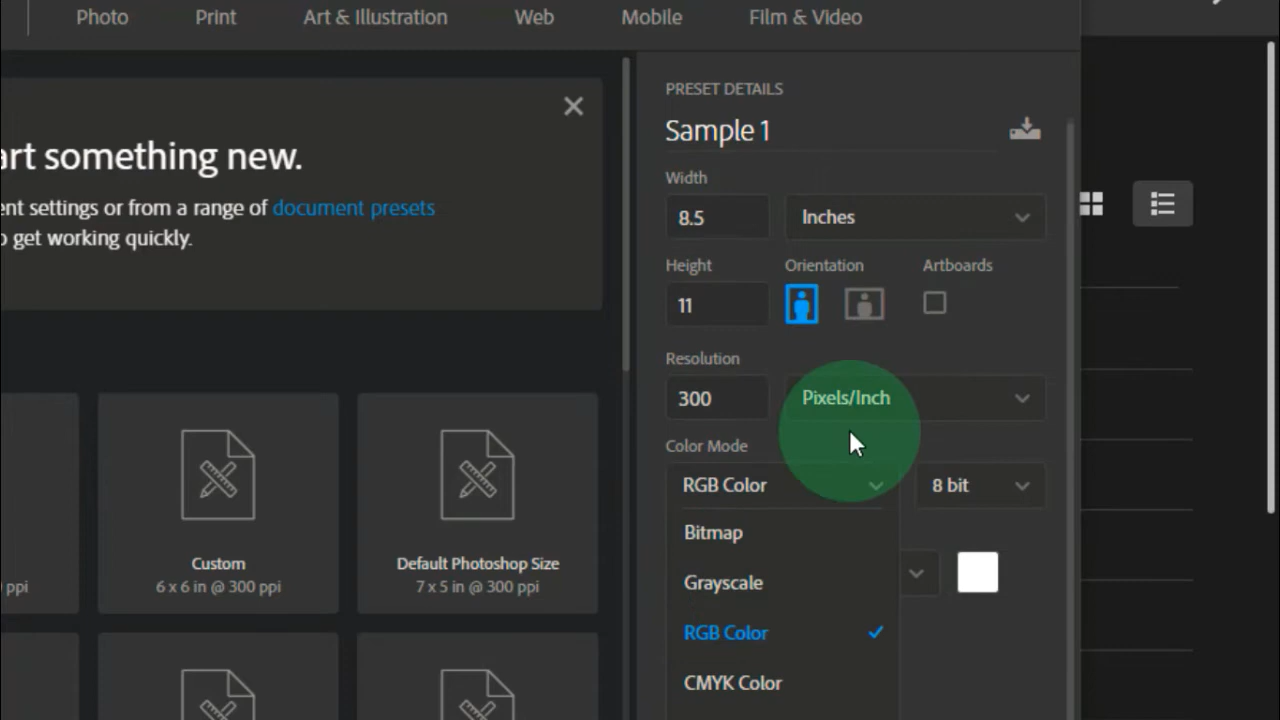 Photo Print Art & Illustration Web Mobile Film & Video
art something new.
ent settings or from a range of document presets
o get working quickly.
Custom
6 x 6 in @ 300 ppi
Default Photoshop Size
7 x 5 in @ 300 ppi
ppi
PRESET DETAILS
Sample 1
Width
8.5 Inches
Height Orientation Artboards
11
Resolution
300 Pixels/Inch
Color Mode
RGB Color 8 bit
Bitmap
Grayscale
RGB Color
CMYK Color